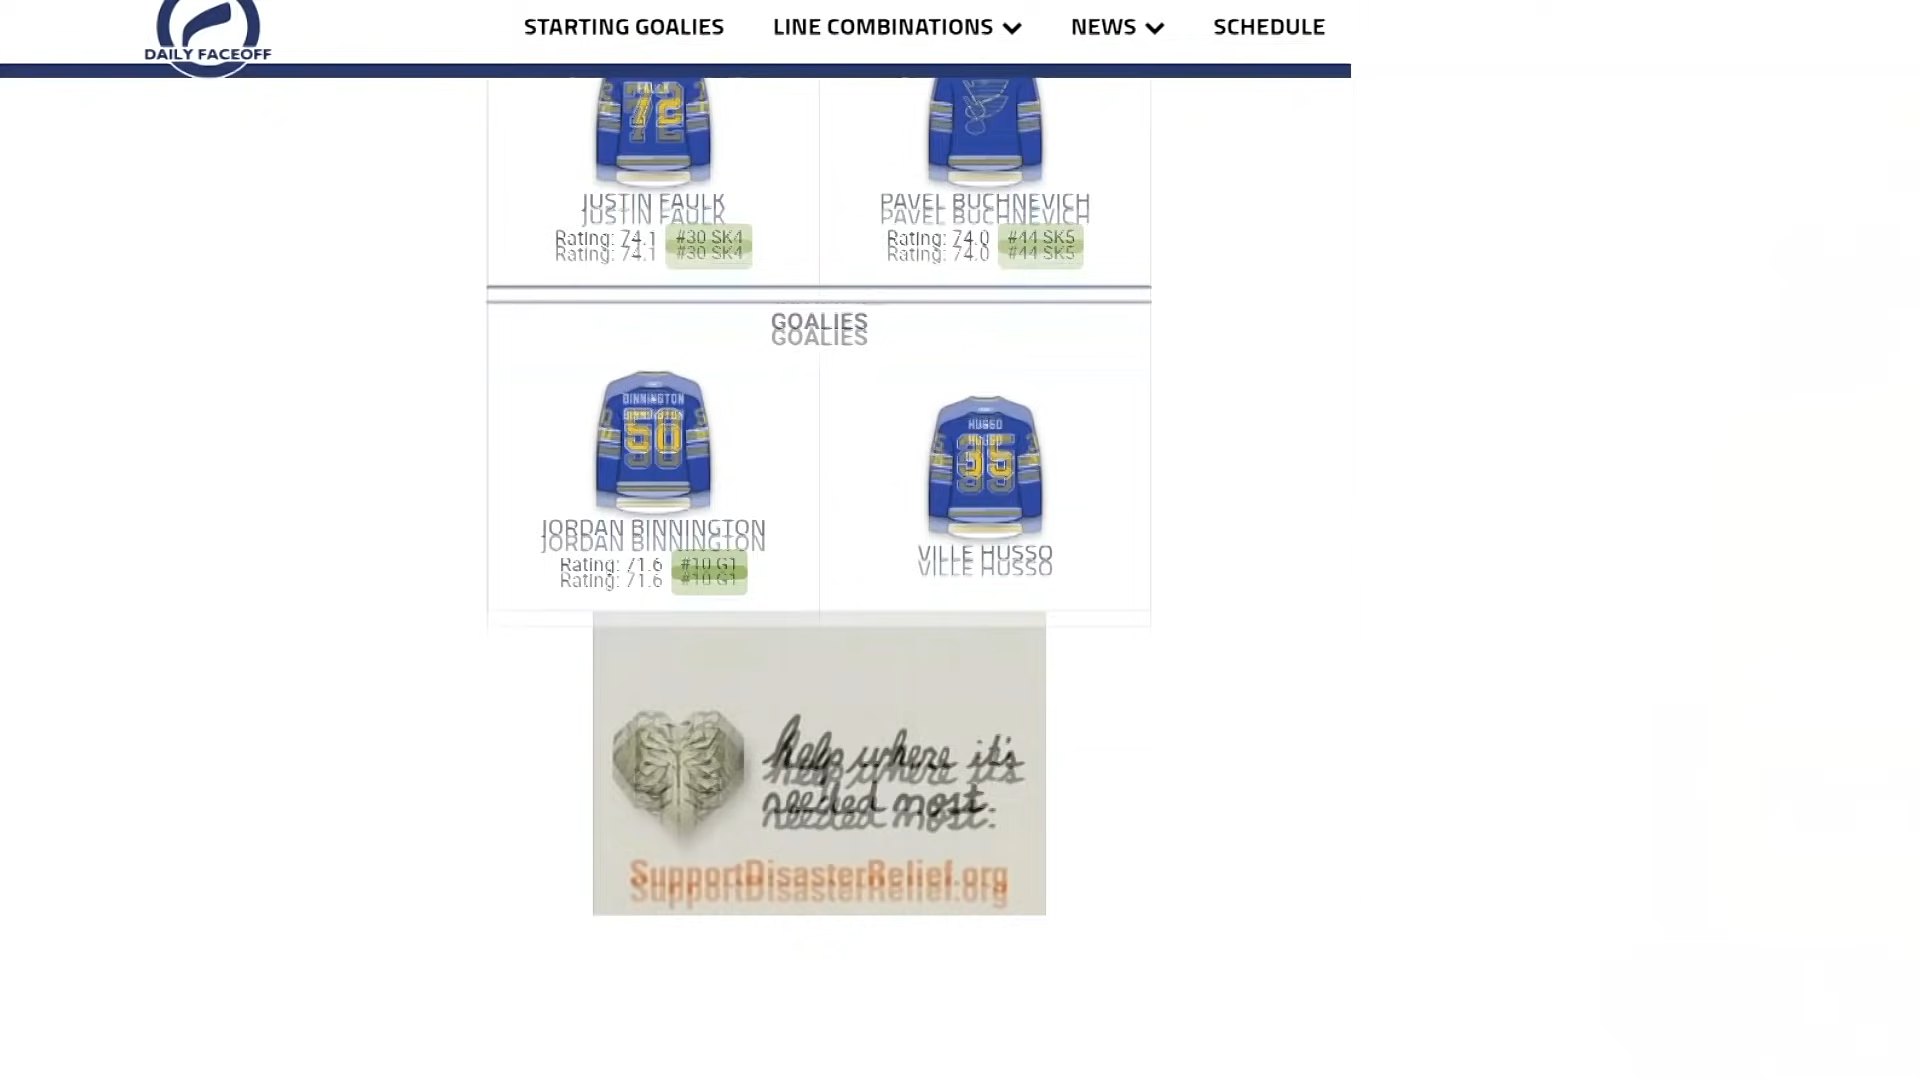 STARTING GOALIES LINE COMBINATIONS NEWS SCHEDULE
DAILY FACEOFF
FAULK
72
JUSTIN FAULK PAVEL BUCHNEVICH
Rating: 74.1 #30 SK4 Rating: 74.0 #44 SK5
GOALIES
BINNINGTON
50
HUSSO
35
JORDAN BINNINGTON
Rating: 71.6 #10 G1
VILLE HUSSO
help where it's
needed most.
SupportDisasterRelief.org